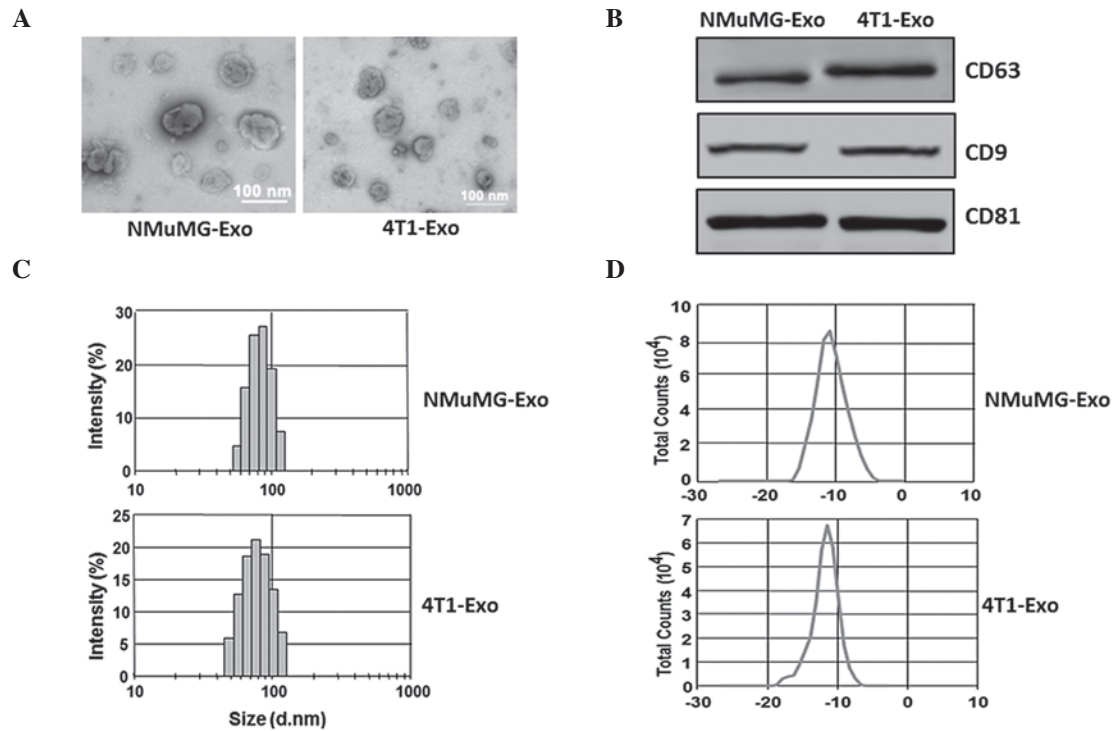 A
100 nm
NMuMG-Exo
100 nm
4T1-Exo
B
NMuMG-Exo 4T1-Exo
CD63
CD9
CD81
C
Intensity (%)
30
20
10
0
10 100 1000
NMuMG-Exo
Intensity (%)
25
20
15
10
5
0
10 100 1000
Size (d.nm)
4T1-Exo
D
Total Counts (10⁴)
10
8
6
4
2
0
-30 -20 -10 0 10
NMuMG-Exo
Total Counts (10⁴)
7
6
5
4
3
2
1
0
-30 -20 -10 0 10
4T1-Exo